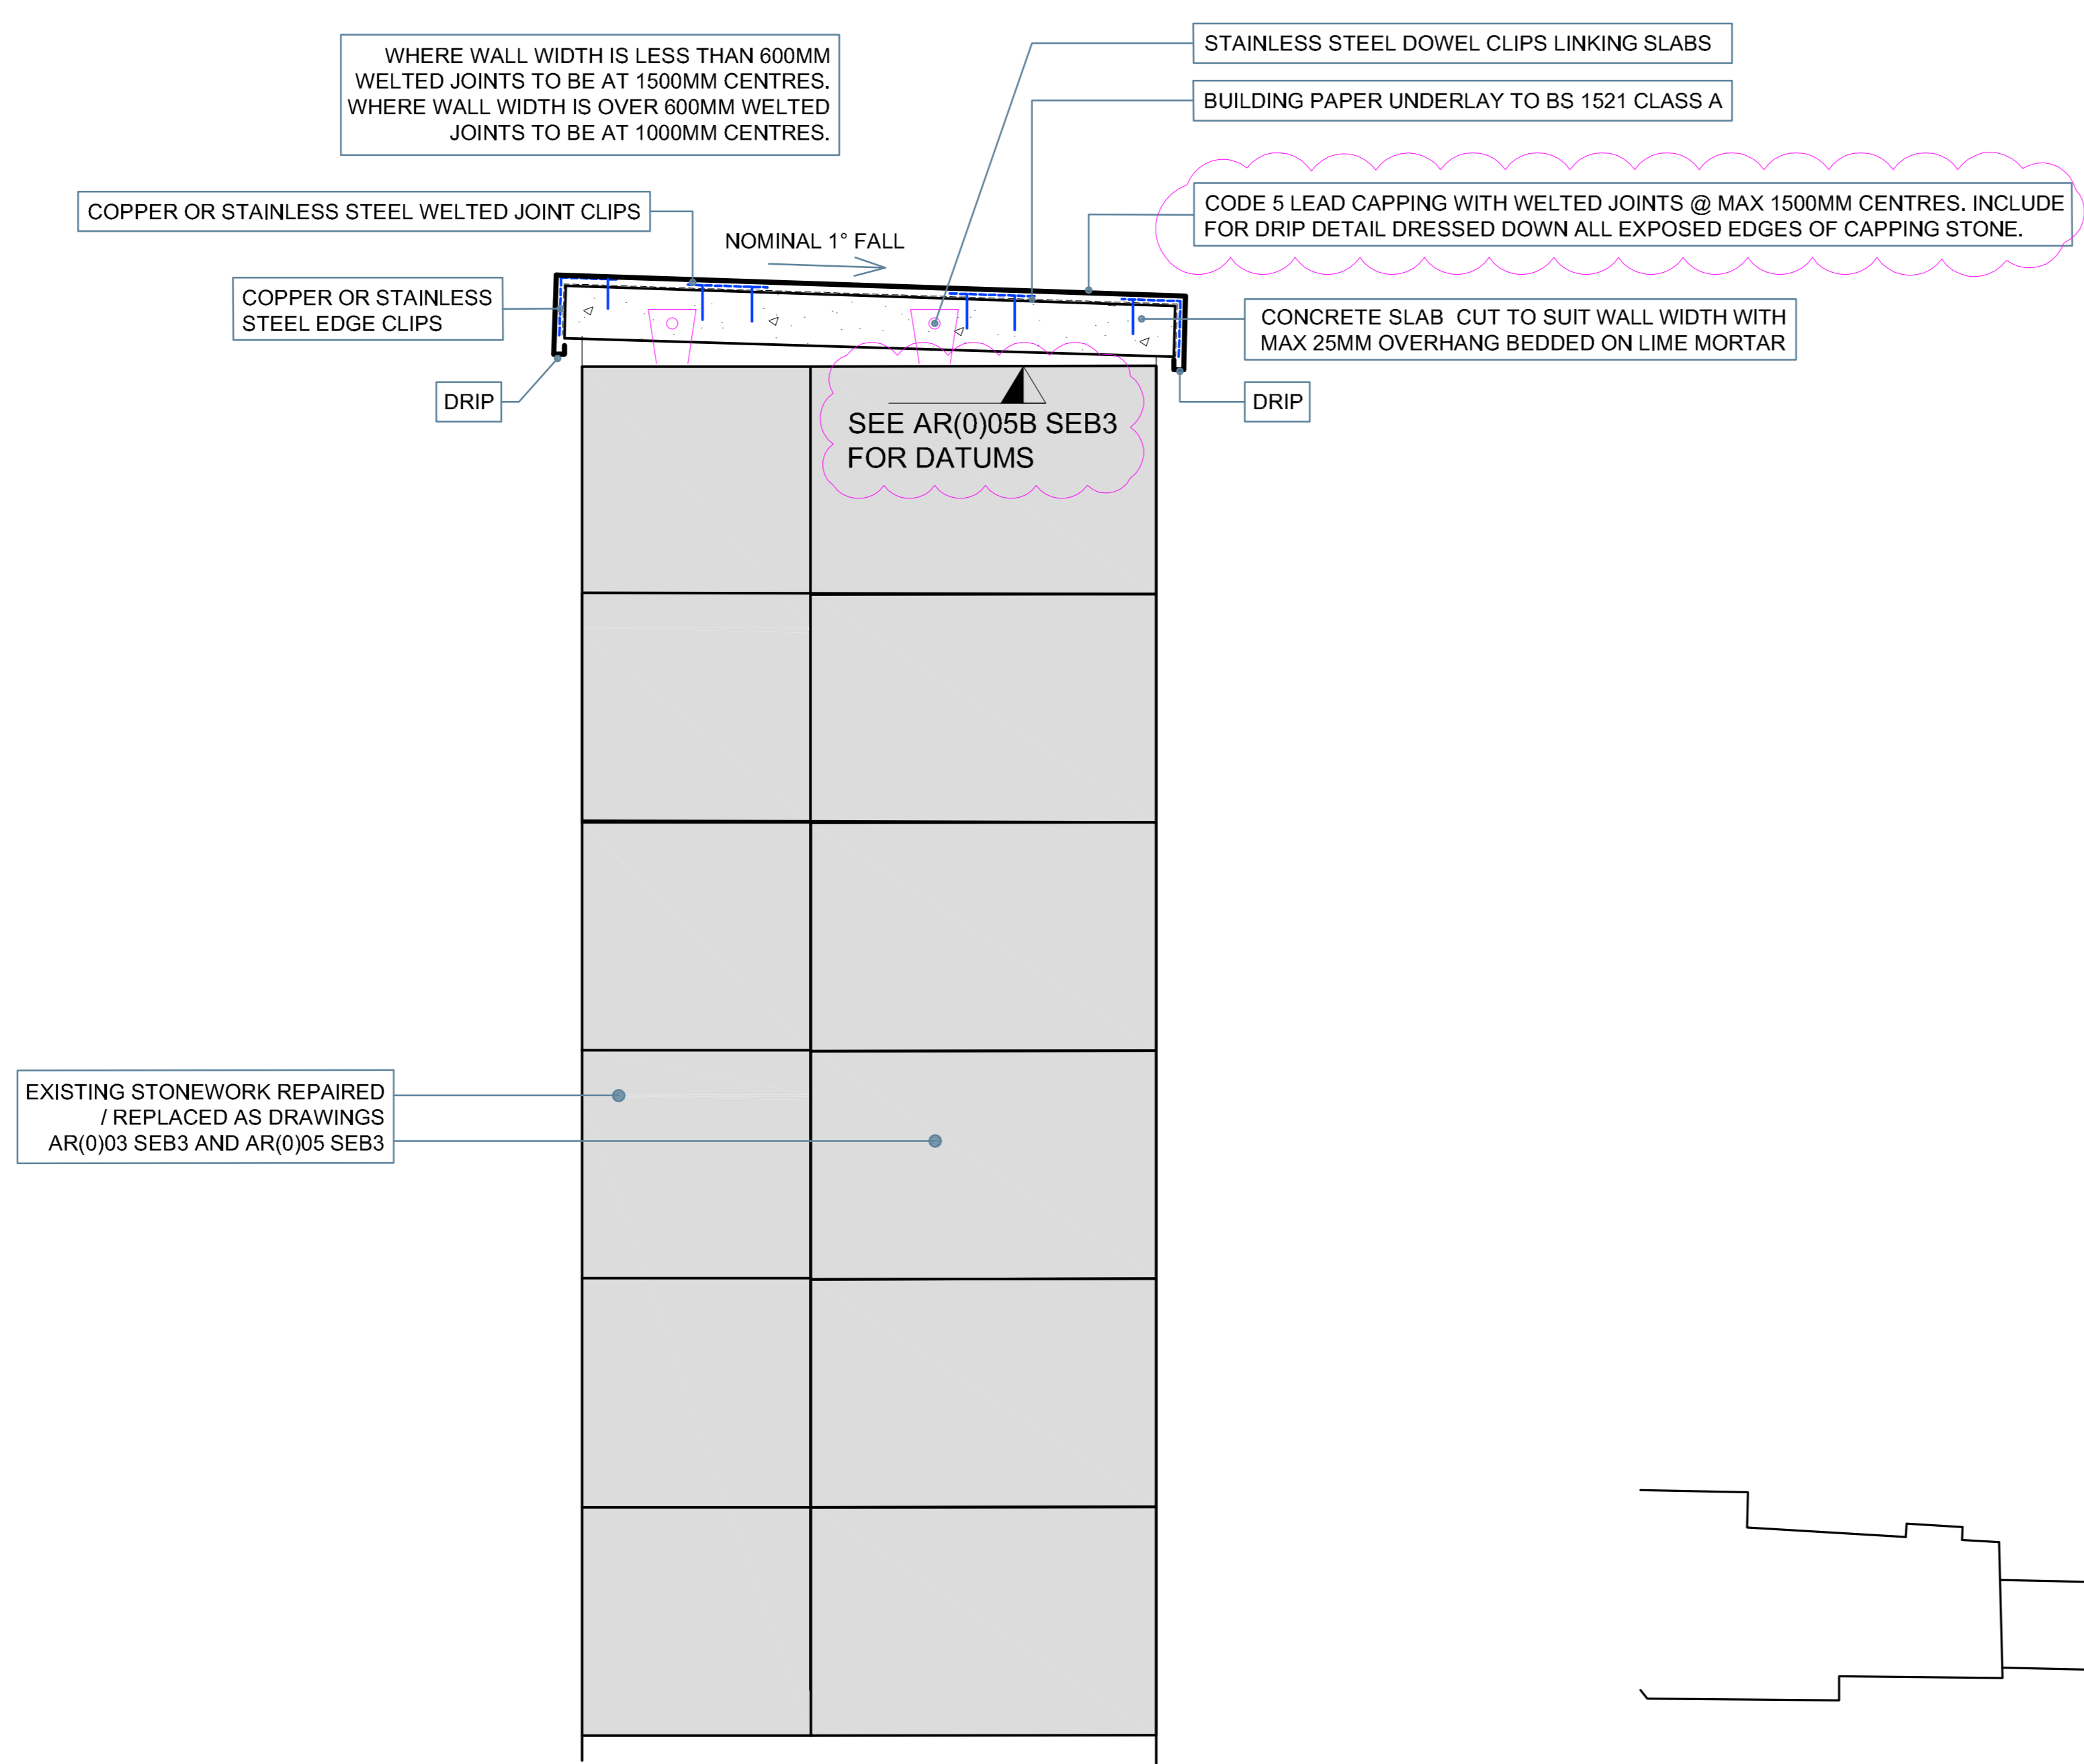 WHERE WALL WIDTH IS LESS THAN 600MM
WELTED JOINTS TO BE AT 1500MM CENTRES.
WHERE WALL WIDTH IS OVER 600MM WELTED
JOINTS TO BE AT 1000MM CENTRES.
STAINLESS STEEL DOWEL CLIPS LINKING SLABS
BUILDING PAPER UNDERLAY TO BS 1521 CLASS A
CODE 5 LEAD CAPPING WITH WELTED JOINTS @ MAX 1500MM CENTRES. INCLUDE
FOR DRIP DETAIL DRESSED DOWN ALL EXPOSED EDGES OF CAPPING STONE.
COPPER OR STAINLESS STEEL WELTED JOINT CLIPS
NOMINAL 1° FALL
COPPER OR STAINLESS
STEEL EDGE CLIPS
CONCRETE SLAB CUT TO SUIT WALL WIDTH WITH
MAX 25MM OVERHANG BEDDED ON LIME MORTAR
DRIP
DRIP
SEE AR(0)05B SEB3
FOR DATUMS
EXISTING STONEWORK REPAIRED
/ REPLACED AS DRAWINGS
AR(0)03 SEB3 AND AR(0)05 SEB3